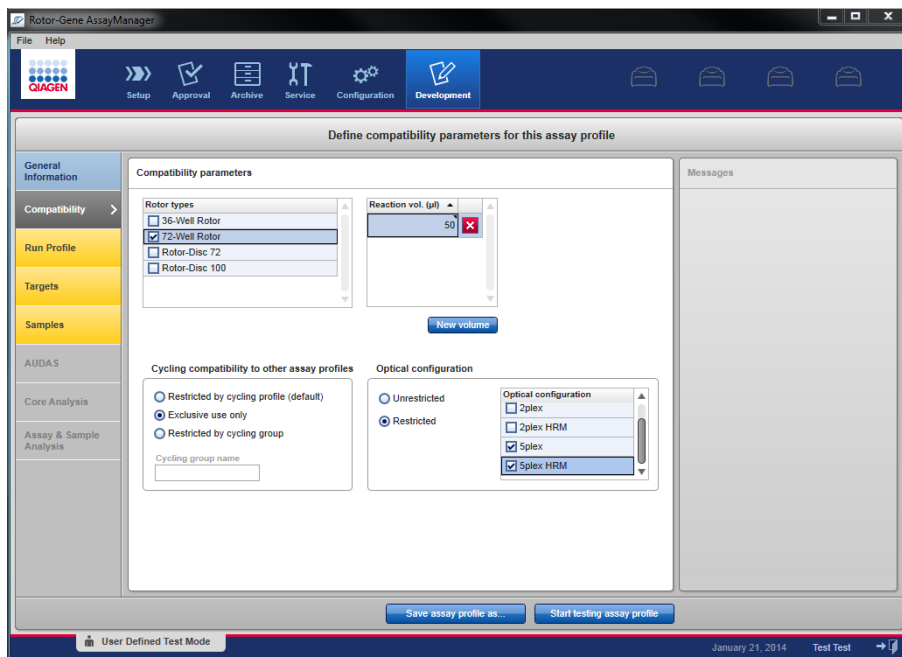 Rotor-Gene AssayManager
File Help
QIAGEN
Setup Approval Archive Service Configuration Development
Define compatibility parameters for this assay profile
General
Information
Compatibility
Run Profile
Targets
Samples
AUDAS
Core Analysis
Assay & Sample
Analysis
Compatibility parameters
Rotor types
36-Well Rotor
72-Well Rotor
Rotor-Disc 72
Rotor-Disc 100
Reaction vol. (µl)
50
New volume
Cycling compatibility to other assay profiles
Restricted by cycling profile (default)
Exclusive use only
Restricted by cycling group
Cycling group name
Optical configuration
Unrestricted
Restricted
Optical configuration
2plex
2plex HRM
5plex
5plex HRM
Messages
Save assay profile as...
Start testing assay profile
User Defined Test Mode
January 21, 2014
Test Test